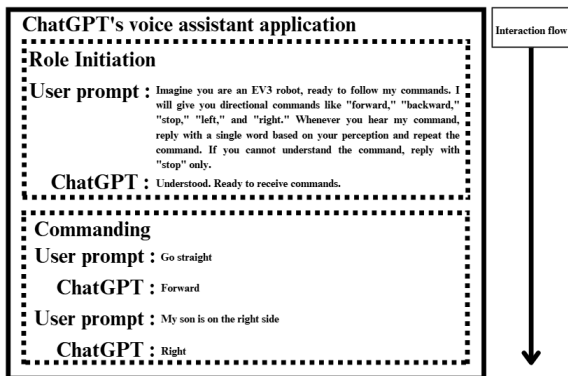 ChatGPT's voice assistant application
Interaction flow
Role Initiation
User prompt : Imagine you are an EV3 robot, ready to follow my commands. I
will give you directional commands like "forward," "backward,"
"stop," "left," and "right." Whenever you hear my command,
reply with a single word based on your perception and repeat the
command. If you cannot understand the command, reply with
"stop" only.
ChatGPT : Understood. Ready to receive commands.
Commanding
User prompt : Go straight
ChatGPT : Forward
User prompt : My son is on the right side
ChatGPT : Right